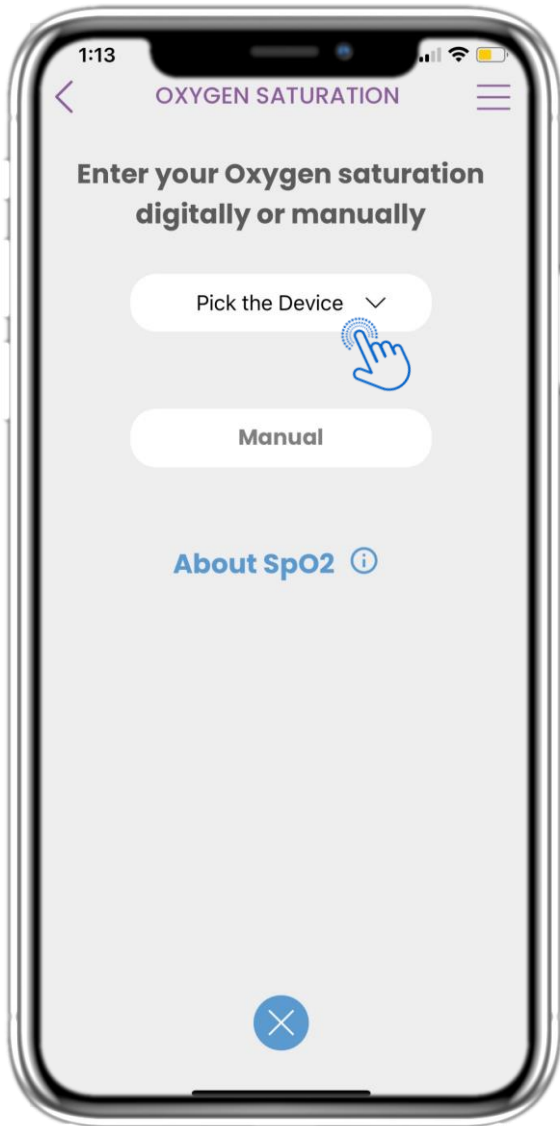 1:13
OXYGEN SATURATION
Enter your Oxygen saturation
digitally or manually
Pick the Device
Manual
About SpO2